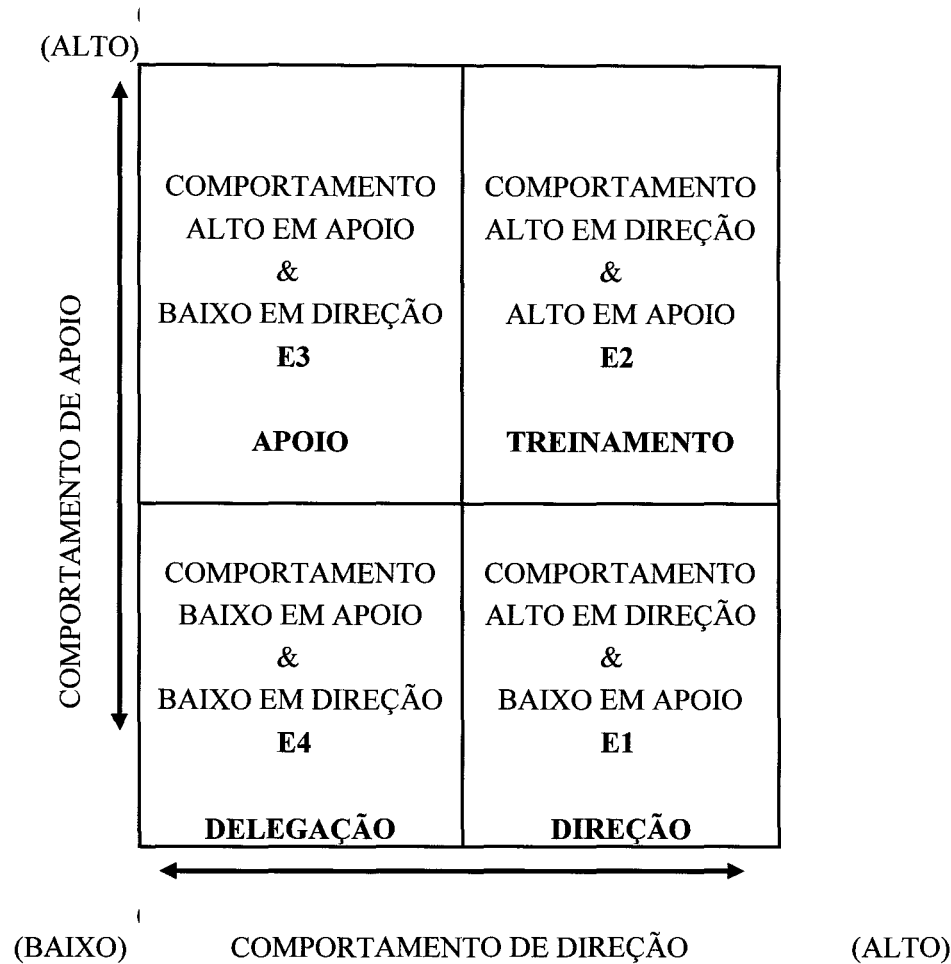 (ALTO)
COMPORTAMENTO DE APOIO
COMPORTAMENTO
ALTO EM APOIO
&
BAIXO EM DIREÇÃO
E3
APOIO
COMPORTAMENTO
ALTO EM DIREÇÃO
&
ALTO EM APOIO
E2
TREINAMENTO
COMPORTAMENTO
BAIXO EM APOIO
&
BAIXO EM DIREÇÃO
E4
DELEGAÇÃO
COMPORTAMENTO
ALTO EM DIREÇÃO
&
BAIXO EM APOIO
E1
DIREÇÃO
(BAIXO) COMPORTAMENTO DE DIREÇÃO (ALTO)